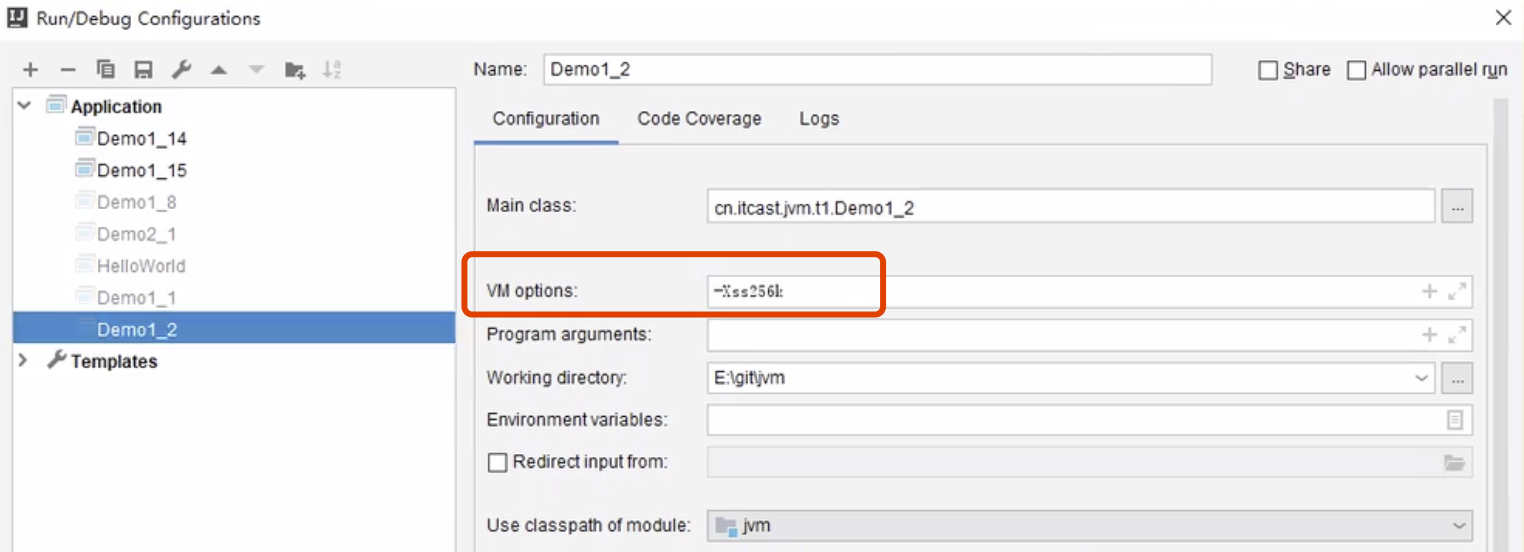 Run/Debug Configurations
Name: Demo1_2
Share
Allow parallel run
Application
Demo1_14
Demo1_15
Demo1_8
Demo2_1
HelloWorld
Demo1_1
Demo1_2
Templates
Configuration Code Coverage Logs
Main class: cn.itcast.jvm.t1.Demo1_2 ...
VM options: -Xss256k
Program arguments:
Working directory: E:\git\jvm ...
Environment variables:
Redirect input from:
Use classpath of module: jvm